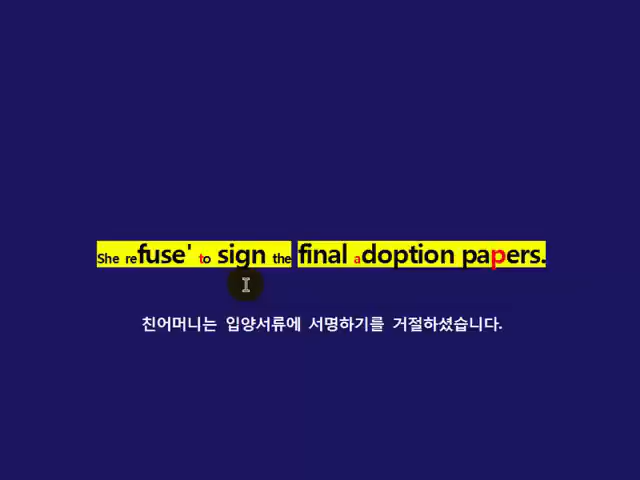 She refuse' to sign the final adoption papers.
친어머니는 입양서류에 서명하기를 거절하셨습니다.